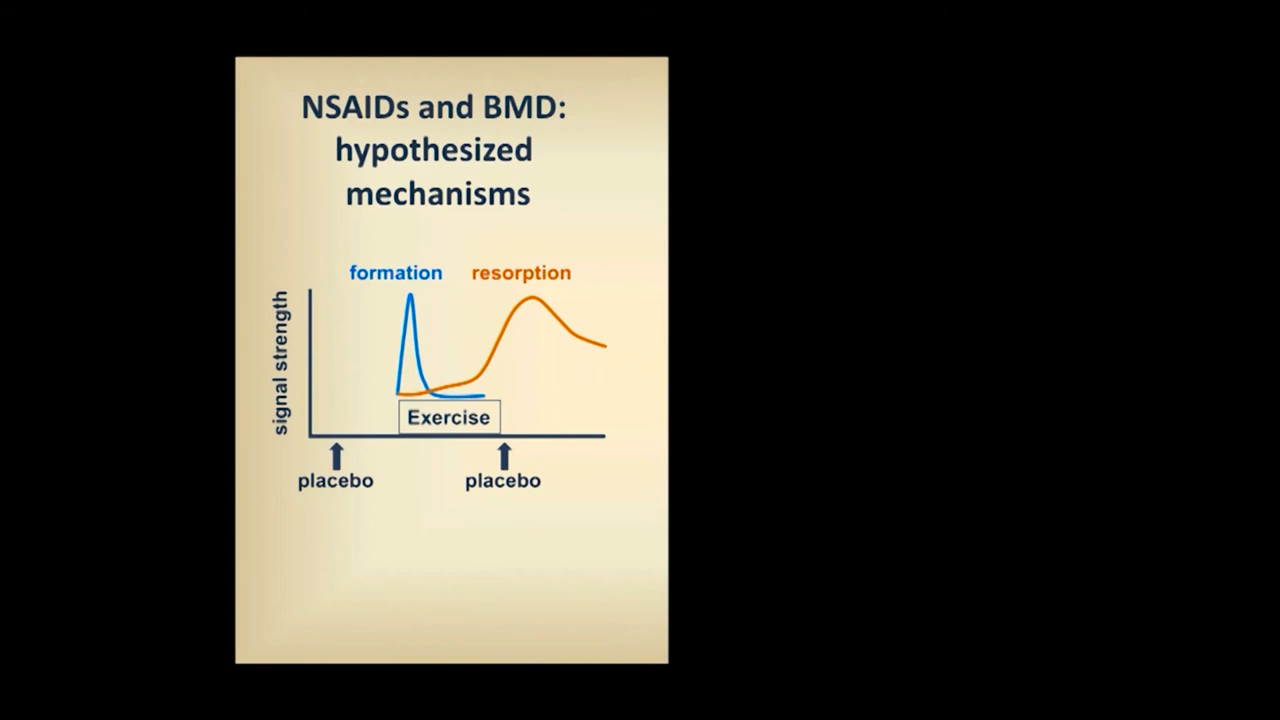 NSAIDs and BMD:
hypothesized
mechanisms
formation
resorption
signal strength
Exercise
placebo
placebo